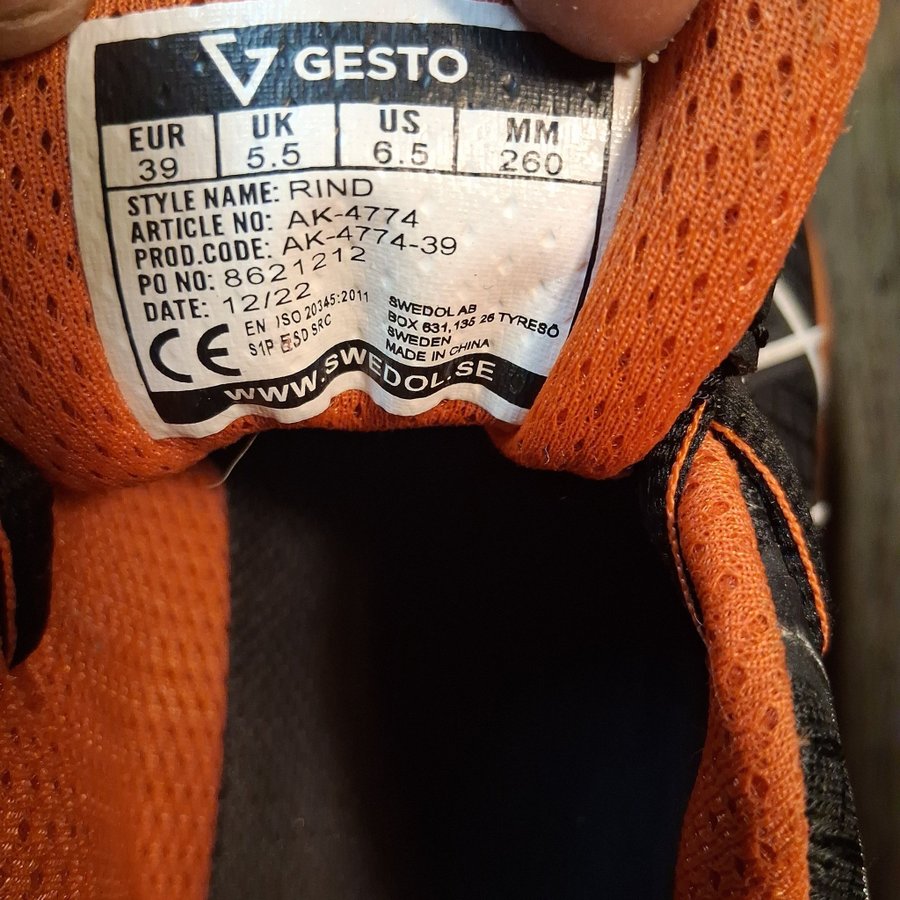 GESTO
EUR UK US MM
39 5.5 6.5 260
STYLE NAME: RIND
ARTICLE NO: AK-4774
PROD.CODE: AK-4774-39
PO NO: 8621212
DATE: 12/22
CE
EN ISO 20345:2011
S1P ESD SRC
SWEDOL AB
BOX 631, 135 26 TYRESÖ
SWEDEN
MADE IN CHINA
WWW.SWEDOL.SE